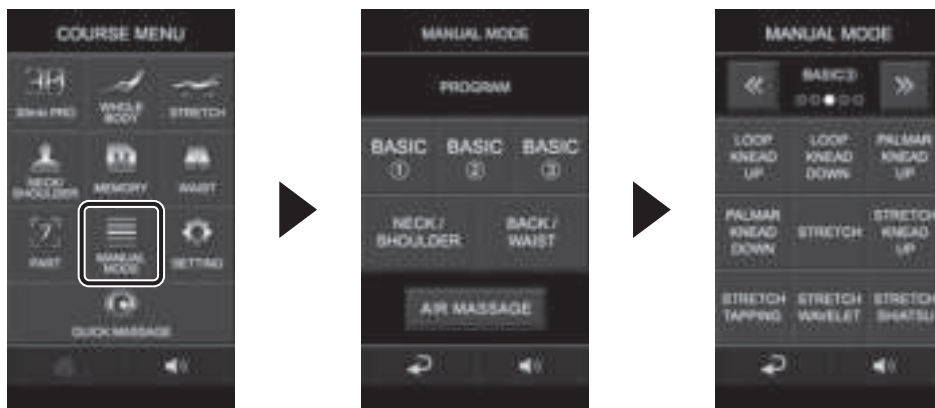 COURSE MENU
30min PRO
WHOLE BODY
STRETCH
NECK/
SHOULDER
MEMORY
WAIST
PART
MANUAL
MODE
SETTING
QUICK MASSAGE
MANUAL MODE
PROGRAM
BASIC BASIC BASIC
① ② ③
NECK / BACK /
SHOULDER WAIST
AIR MASSAGE
MANUAL MODE
« BASIC③ »
LOOP LOOP PALMAR
KNEAD KNEAD KNEAD
UP DOWN UP
PALMAR STRETCH
KNEAD STRETCH KNEAD
DOWN UP
STRETCH STRETCH STRETCH
TAPPING WAVELET SHIATSU